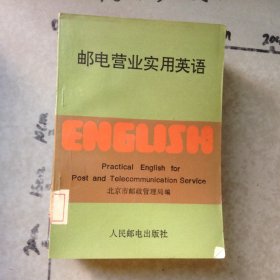 邮电营业实用英语
ENGLISH
Practical English for
Post and Telecommunication Service
北京市邮政管理局编
人民邮电出版社